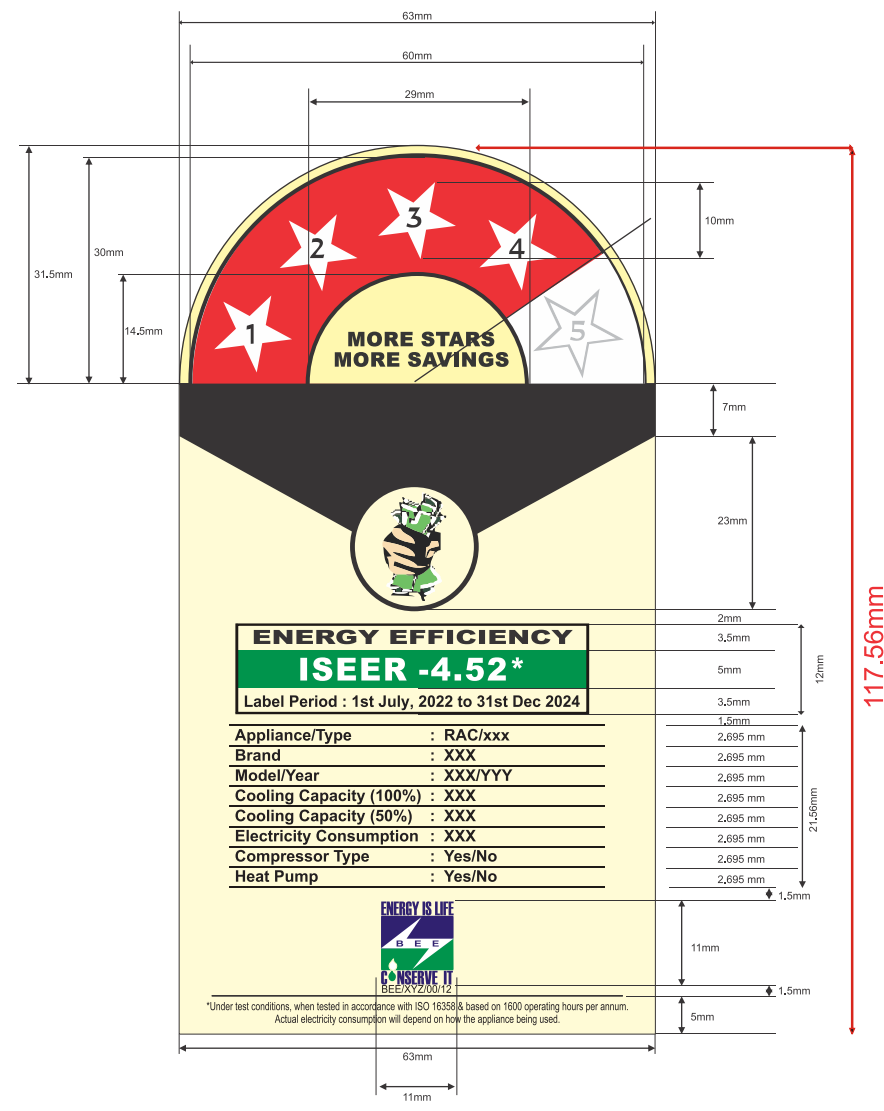 63mm
60mm
29mm
31.5mm
30mm
14.5mm
10mm
1
2
3
4
5
MORE STARS
MORE SAVINGS
7mm
23mm
117.56mm
2mm
ENERGY EFFICIENCY
3.5mm
ISEER -4.52*
5mm
12mm
Label Period : 1st July, 2022 to 31st Dec 2024
3.5mm
1.5mm
Appliance/Type : RAC/xxx
2.695 mm
Brand : XXX
2.695 mm
Model/Year : XXX/YYY
2.695 mm
Cooling Capacity (100%) : XXX
2.695 mm
Cooling Capacity (50%) : XXX
2.695 mm
21.56mm
Electricity Consumption : XXX
2.695 mm
Compressor Type : Yes/No
2.695 mm
Heat Pump : Yes/No
2.695 mm
1.5mm
ENERGY IS LIFE
BEE
CONSERVE IT
11mm
BEE/XYZ/00/12
1.5mm
*Under test conditions, when tested in accordance with ISO 16358 & based on 1600 operating hours per annum.
Actual electricity consumption will depend on how the appliance being used.
5mm
63mm
11mm